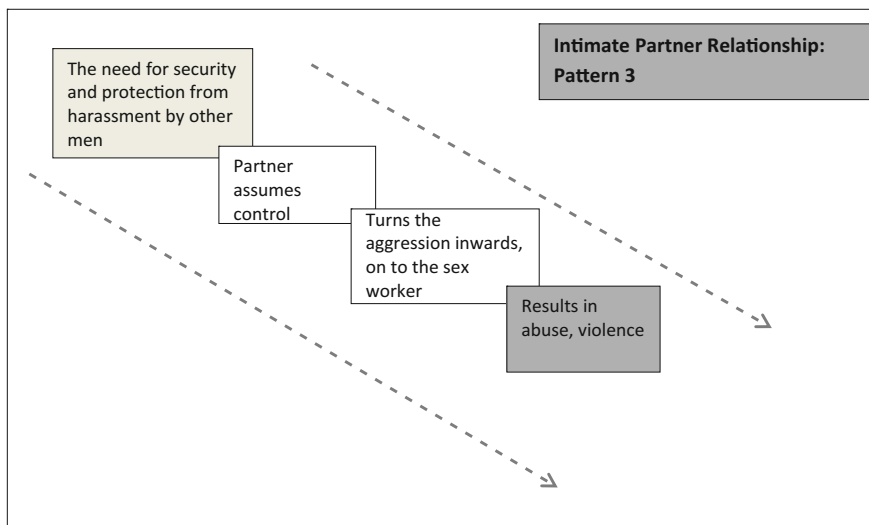 Intimate Partner Relationship:
Pattern 3
The need for security
and protection from
harassment by other
men
Partner
assumes
control
Turns the
aggression inwards,
on to the sex
worker
Results in
abuse, violence